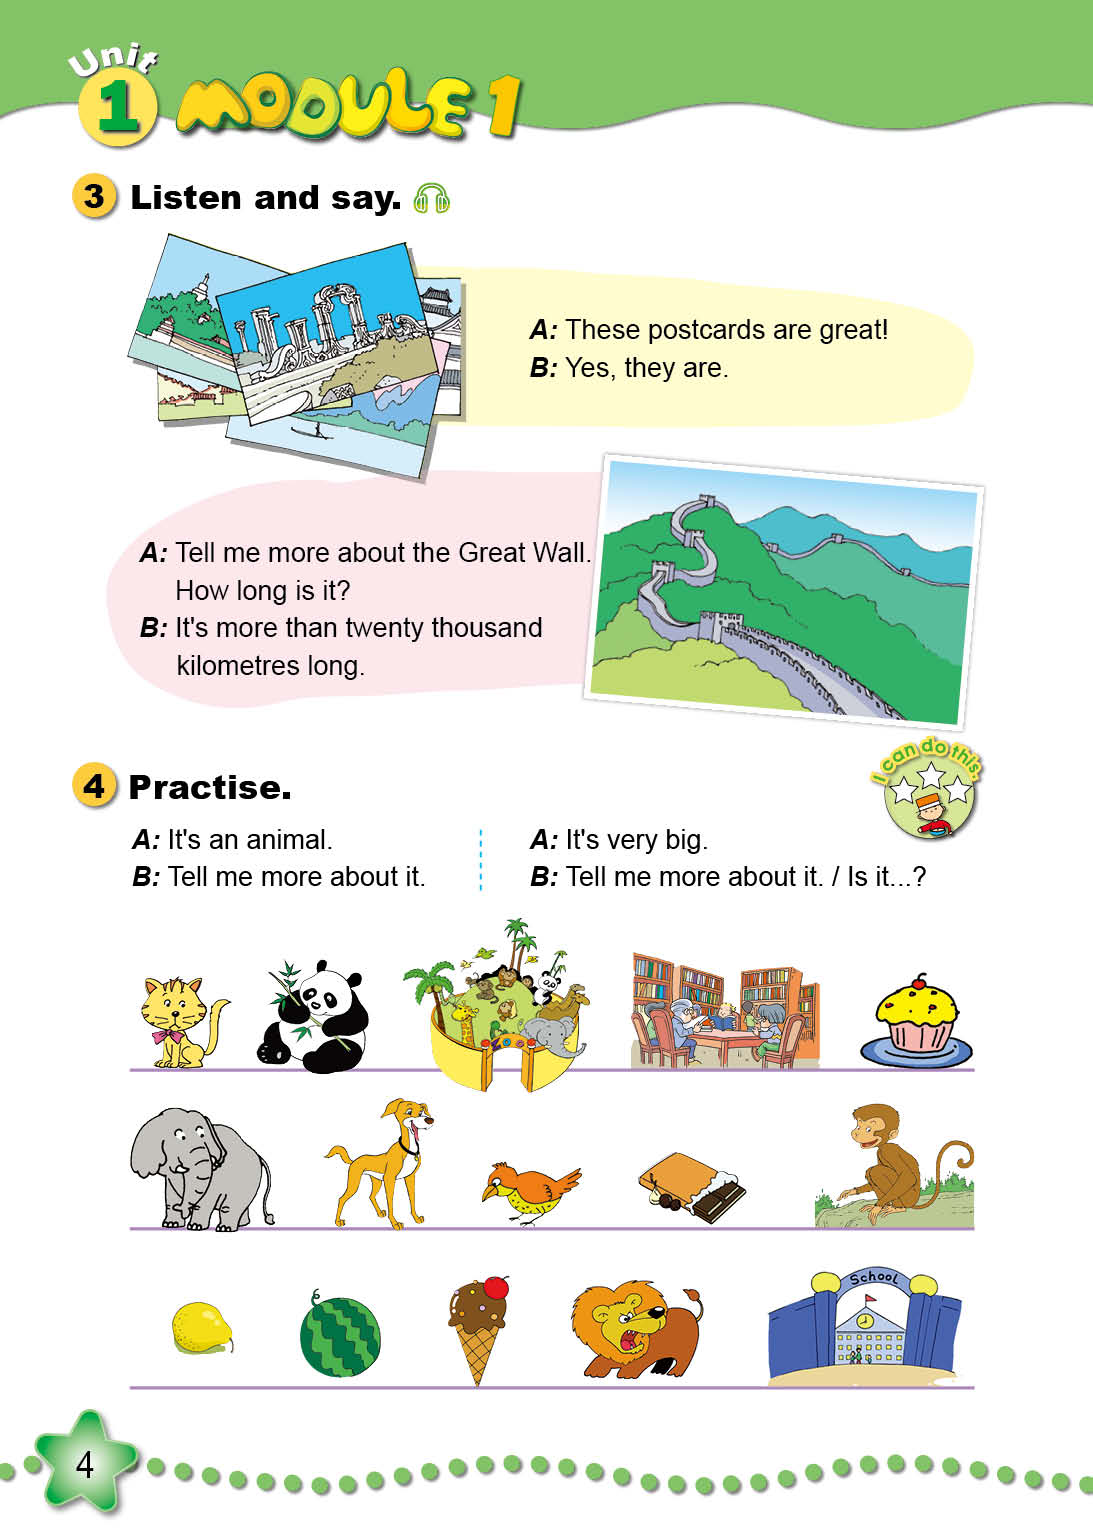 Unit
1 MODULE 1
3 Listen and say.
A: These postcards are great!
B: Yes, they are.
A: Tell me more about the Great Wall.
How long is it?
B: It's more than twenty thousand
kilometres long.
I can do this.
4 Practise.
A: It's an animal.
B: Tell me more about it.
A: It's very big.
B: Tell me more about it. / Is it...?
ZOO
School
4